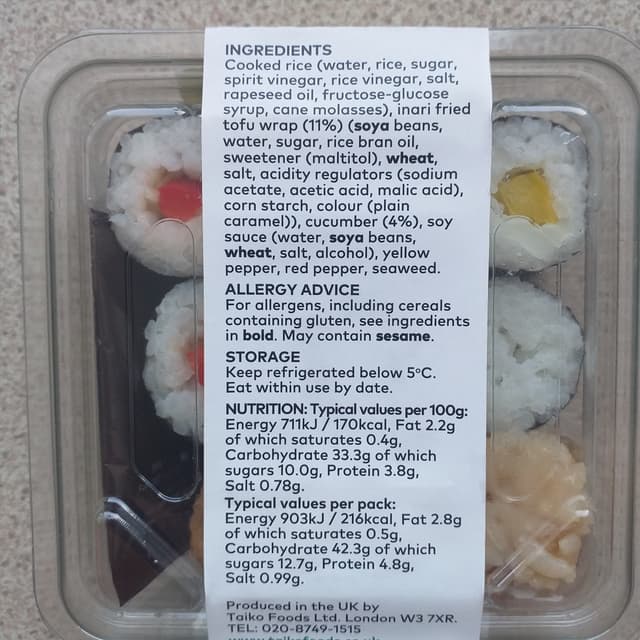 INGREDIENTS
Cooked rice (water, rice, sugar,
spirit vinegar, rice vinegar, salt,
rapeseed oil, fructose-glucose
syrup, cane molasses), inari fried
tofu wrap (11%) (soya beans,
water, sugar, rice bran oil,
sweetener (maltitol), wheat,
salt, acidity regulators (sodium
acetate, acetic acid, malic acid),
corn starch, colour (plain
caramel)), cucumber (4%), soy
sauce (water, soya beans,
wheat, salt, alcohol), yellow
pepper, red pepper, seaweed.
ALLERGY ADVICE
For allergens, including cereals
containing gluten, see ingredients
in bold. May contain sesame.
STORAGE
Keep refrigerated below 5°C.
Eat within use by date.
NUTRITION: Typical values per 100g:
Energy 711kJ / 170kcal, Fat 2.2g
of which saturates 0.4g,
Carbohydrate 33.3g of which
sugars 10.0g, Protein 3.8g,
Salt 0.78g.
Typical values per pack:
Energy 903kJ / 216kcal, Fat 2.8g
of which saturates 0.5g,
Carbohydrate 42.3g of which
sugars 12.7g, Protein 4.8g,
Salt 0.99g.
Produced in the UK by
Taiko Foods Ltd. London W3 7XR.
TEL: 020-8749-1515
www.taikofoods.co.uk